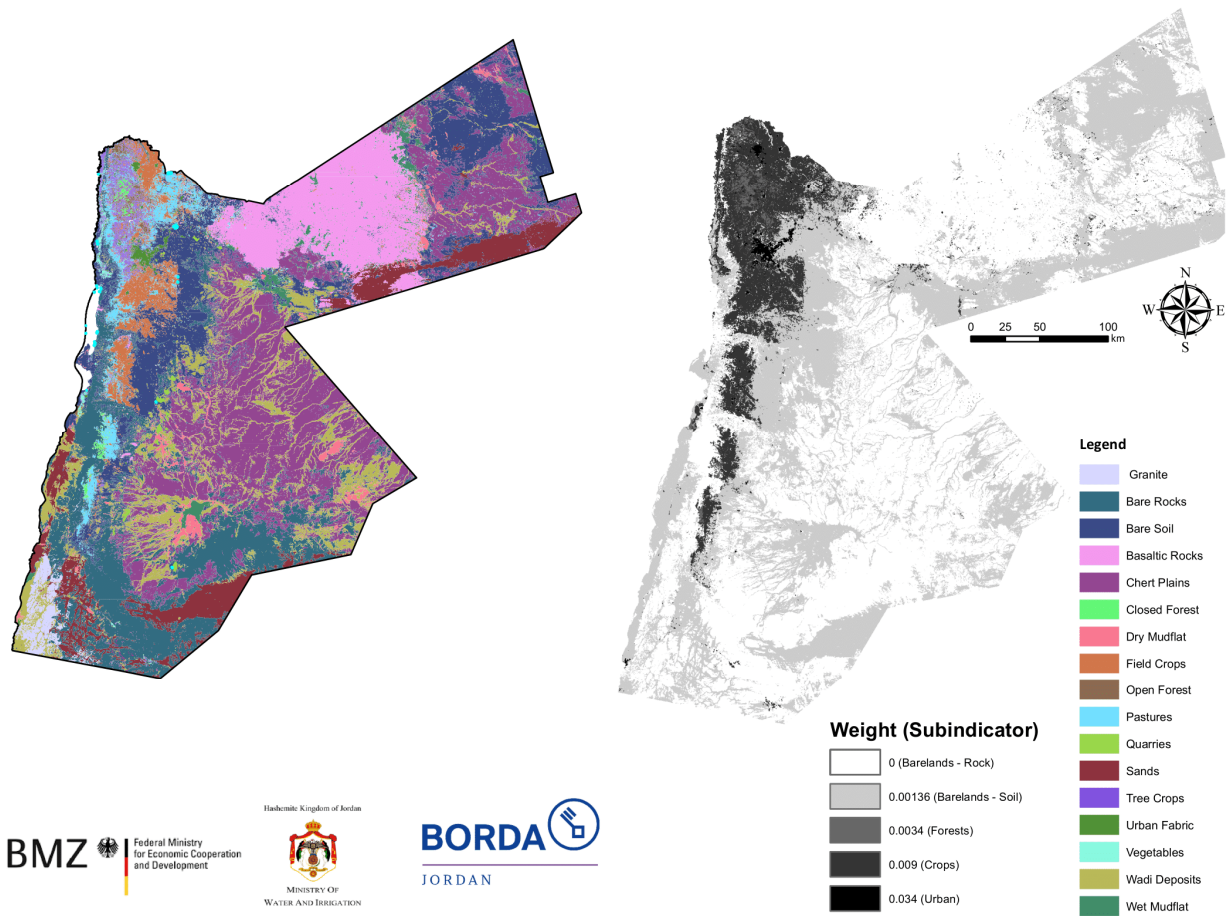 N
W
E
S
0
25
50
100
km
Legend
Granite
Bare Rocks
Bare Soil
Basaltic Rocks
Chert Plains
Closed Forest
Dry Mudflat
Field Crops
Open Forest
Pastures
Quarries
Sands
Tree Crops
Urban Fabric
Vegetables
Wadi Deposits
Wet Mudflat
Weight (Subindicator)
0 (Barelands - Rock)
0.00136 (Barelands - Soil)
0.0034 (Forests)
0.009 (Crops)
0.034 (Urban)
BMZ
Federal Ministry
for Economic Cooperation
and Development
Hashemite Kingdom of Jordan
MINISTRY OF
WATER AND IRRIGATION
BORDA
JORDAN